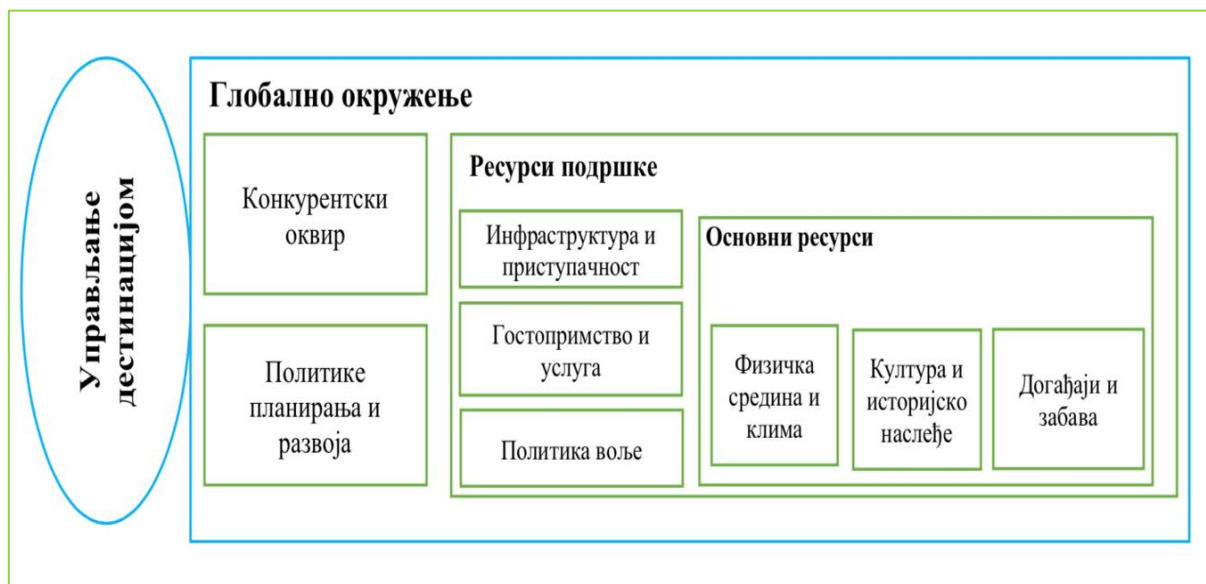 Управљање
дестинацијом
Глобално окружење
Конкурентски
оквир
Политике
планирања и
развоја
Ресурси подршке
Инфраструктура и
приступачност
Гостопримство и
услуга
Политика воље
Основни ресурси
Физичка
средина и
клима
Култура и
историјско
наслеђе
Догађаји и
забава